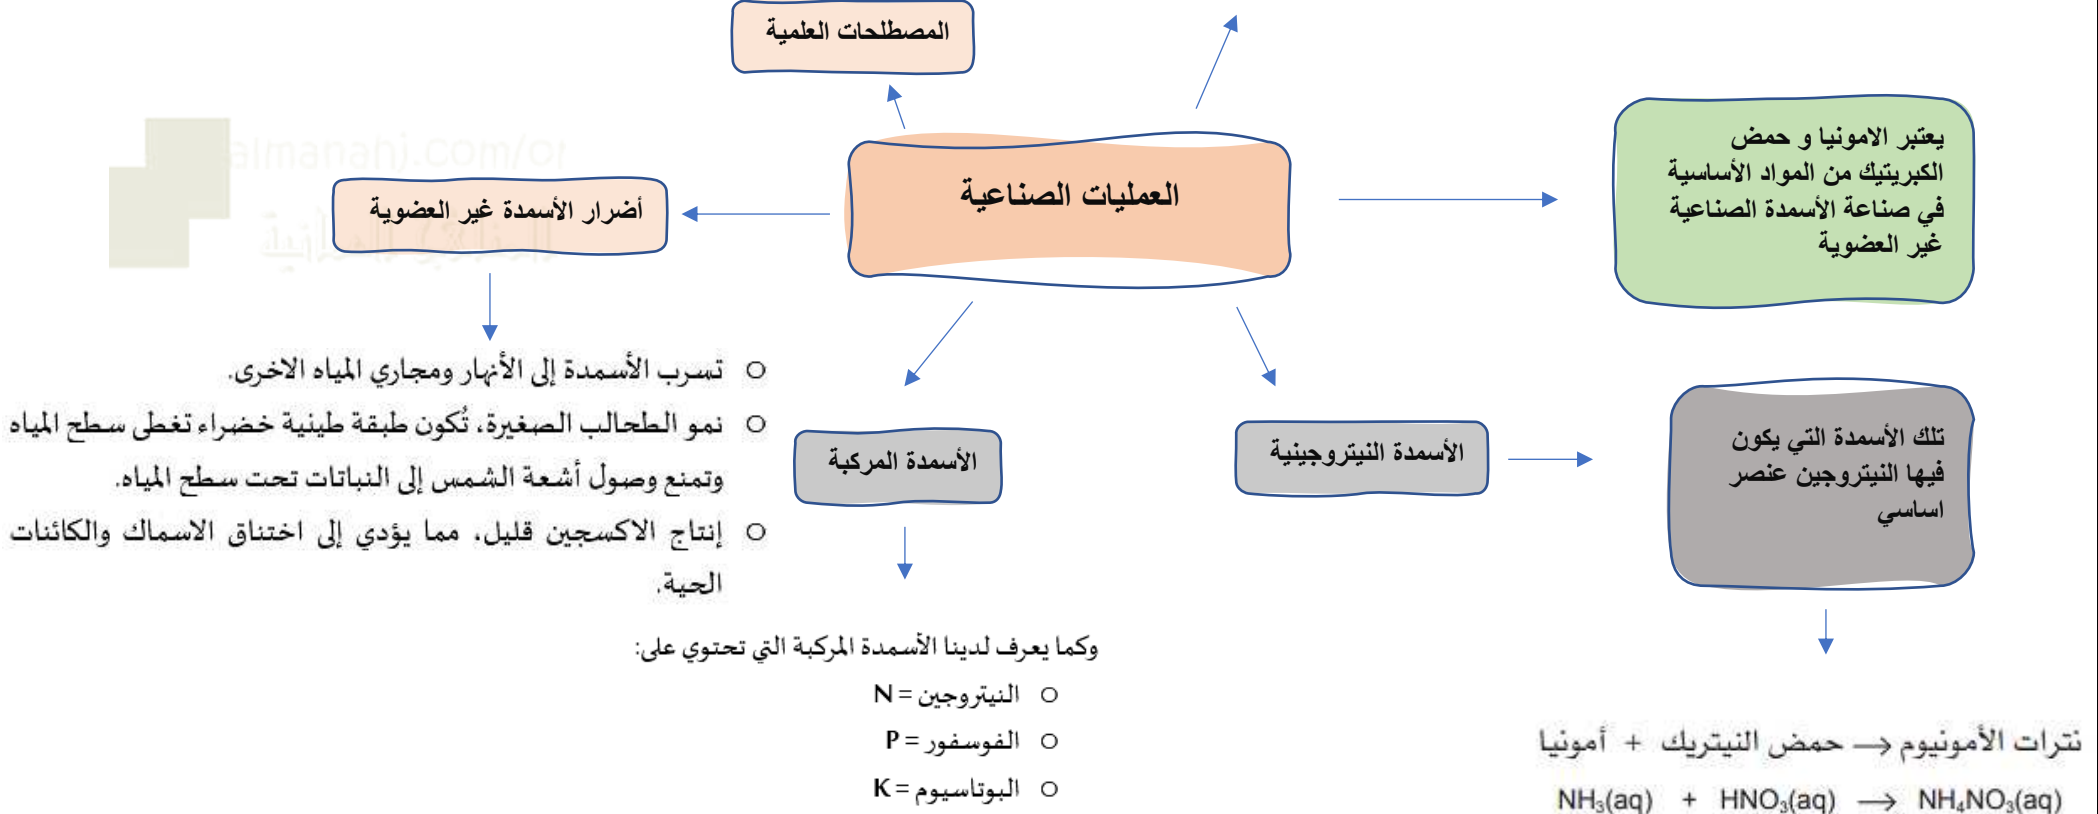 المصطلحات العلمية
almanahj.com/o
العمليات الصناعية
يعتبر الامونيا و حمض
الكبريتيك من المواد الأساسية
في صناعة الأسمدة الصناعية
غير العضوية
أضرار الأسمدة غير العضوية
تسرب الأسمدة إلى الأنهار ومجاري المياه الاخرى.
نمو الطحالب الصغيرة، تُكون طبقة طينية خضراء تغطى سطح المياه
وتمنع وصول أشعة الشمس إلى النباتات تحت سطح المياه.
إنتاج الاكسجين قليل، مما يؤدي إلى اختناق الاسماك والكائنات
الحية.
الأسمدة المركبة
وكما يعرف لدينا الأسمدة المركبة التي تحتوي على:
النيتروجين = N
الفوسفور = P
البوتاسيوم = K
الأسمدة النيتروجينية
تلك الأسمدة التي يكون
فيها النيتروجين عنصر
اساسي
نترات الأمونيوم ⟵ حمض النيتريك + أمونيا
NH₃(aq) + HNO₃(aq) ⟶ NH₄NO₃(aq)